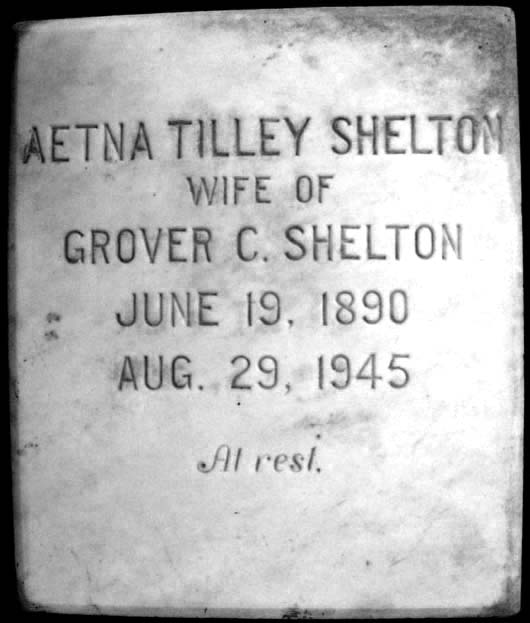 AETNA TILLEY SHELTON
WIFE OF
GROVER C. SHELTON
JUNE 19, 1890
AUG. 29, 1945
At rest.